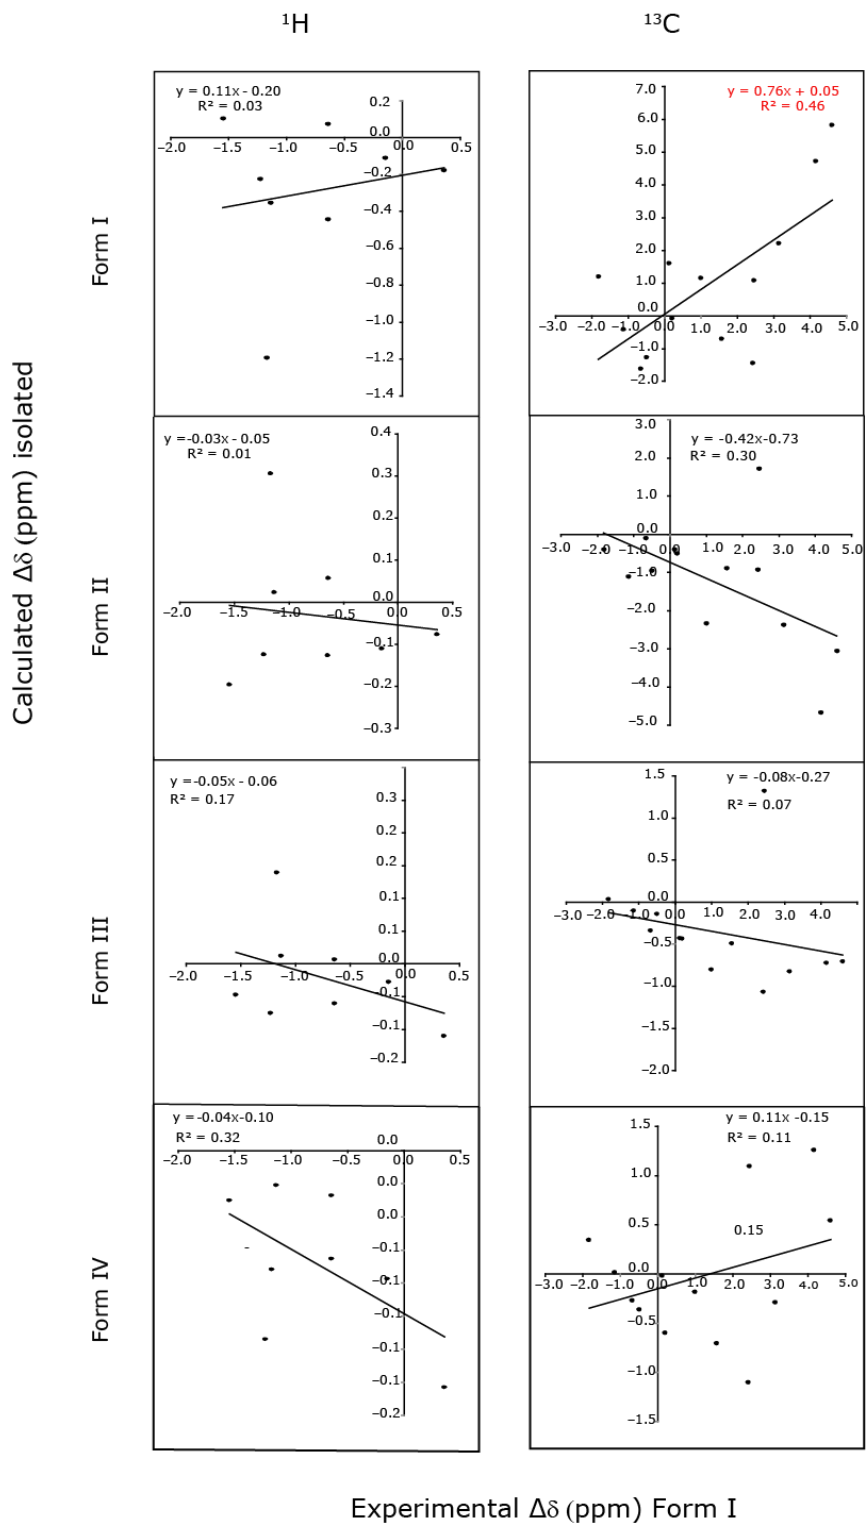 ¹H
¹³C
Calculated Δδ (ppm) isolated
Form I
y = 0.11x - 0.20
R² = 0.03
0.2
0.0
−0.2
−0.4
−0.6
−0.8
−1.0
−1.2
−1.4
−2.0 −1.5 −1.0 −0.5 0.0 0.5
y = 0.76x + 0.05
R² = 0.46
7.0
6.0
5.0
4.0
3.0
2.0
1.0
0.0
−1.0
−2.0
−3.0 −2.0 −1.0 0.0 1.0 2.0 3.0 4.0 5.0
Form II
y =-0.03x - 0.05
R² = 0.01
0.4
0.3
0.2
0.1
0.0
−0.1
−0.2
−0.3
−2.0 −1.5 −1.0 −0.5 0.0 0.5
y = -0.42x-0.73
R² = 0.30
3.0
2.0
1.0
0.0
−1.0
−2.0
−3.0
−4.0
−5.0
−3.0 −2.0 −1.0 0.0 1.0 2.0 3.0 4.0 5.0
Form III
y =-0.05x - 0.06
R² = 0.17
0.3
0.2
0.2
0.1
0.1
0.0
−0.1
−0.1
−0.2
−2.0 −1.5 −1.0 −0.5 0.0 0.5
y = -0.08x-0.27
R² = 0.07
1.5
1.0
0.5
0.0
−0.5
−1.0
−1.5
−2.0
−3.0 −2.0 −1.0 0.0 1.0 2.0 3.0 4.0 5.0
Form IV
y =-0.04x-0.10
R² = 0.32
0.0
0.0
0.0
−0.1
−0.1
−0.1
−0.1
−0.1
−0.2
−2.0 −1.5 −1.0 −0.5 0.0 0.5
y = 0.11x -0.15
R² = 0.11
0.15
1.5
1.0
0.5
0.0
−0.5
−1.0
−1.5
−3.0 −2.0 −1.0 0.0 1.0 2.0 3.0 4.0 5.0
Experimental Δδ (ppm) Form I